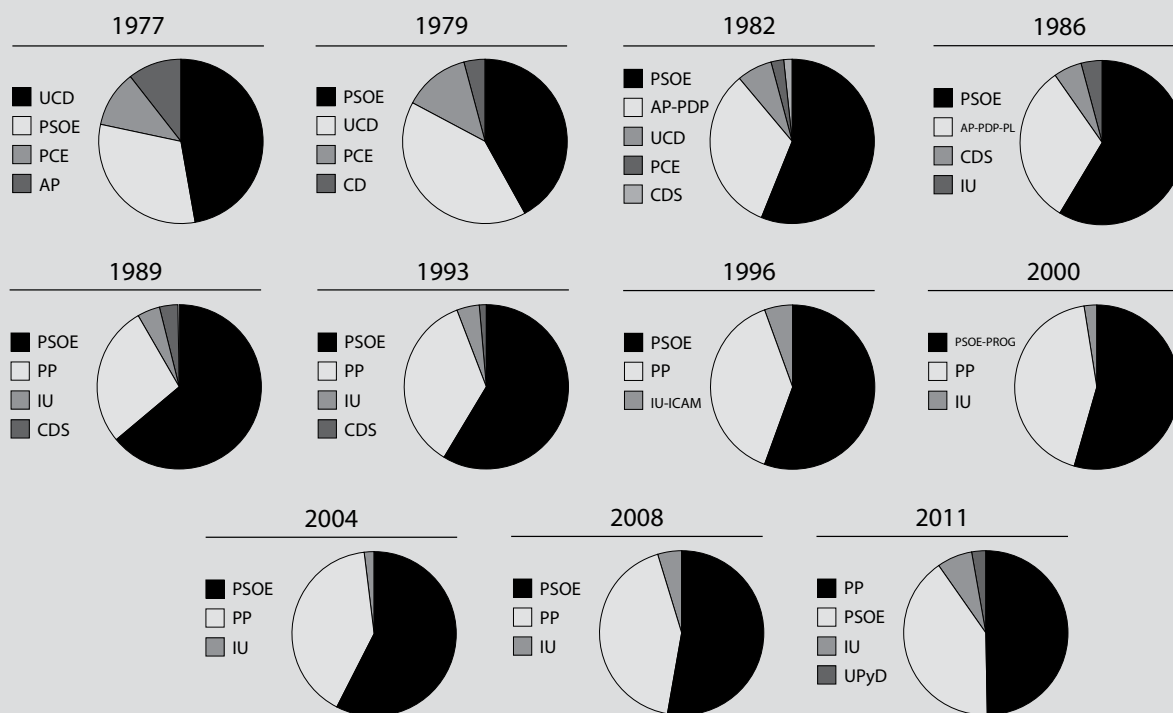 1977
UCD
PSOE
PCE
AP
1979
PSOE
UCD
PCE
CD
1982
PSOE
AP-PDP
UCD
PCE
CDS
1986
PSOE
AP-PDP-PL
CDS
IU
1989
PSOE
PP
IU
CDS
1993
PSOE
PP
IU
CDS
1996
PSOE
PP
IU-ICAM
2000
PSOE-PROG
PP
IU
2004
PSOE
PP
IU
2008
PSOE
PP
IU
2011
PP
PSOE
IU
UPyD